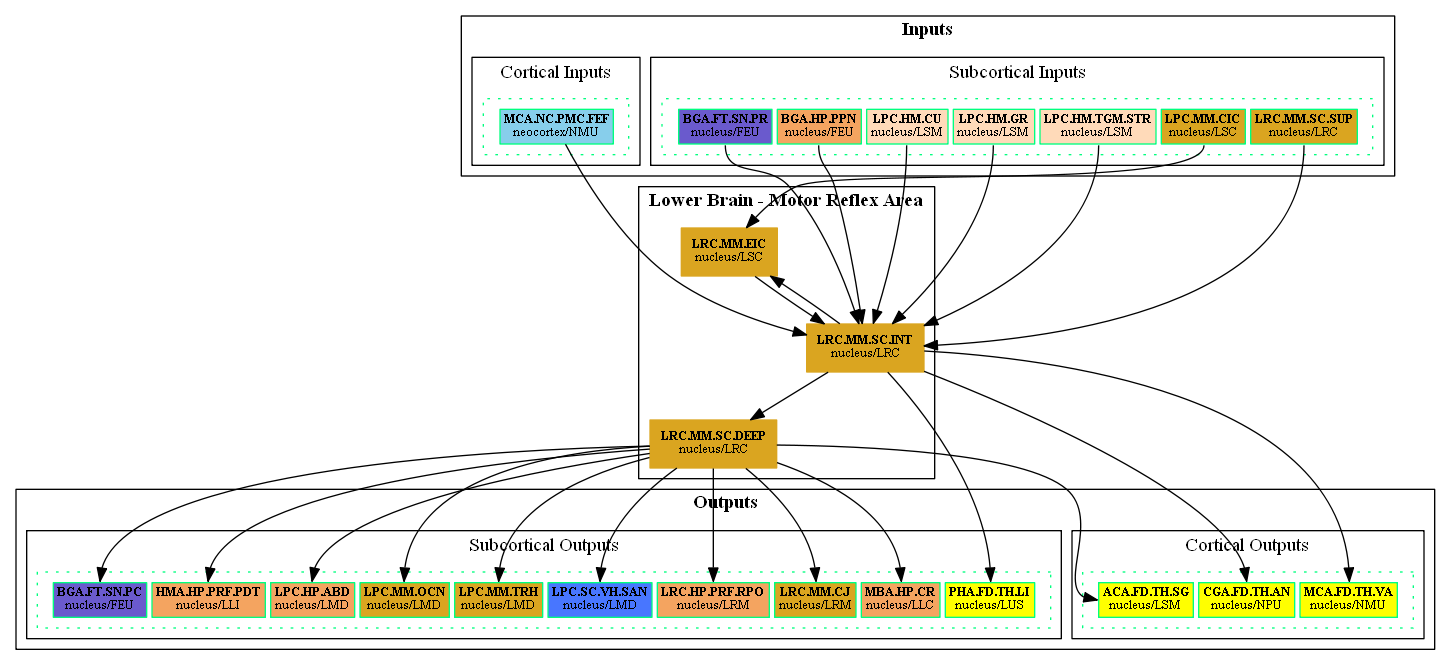 Inputs
Cortical Inputs
Subcortical Inputs
MCA.NC.PMC.FEF
neocortex/NMU
BGA.FT.SN.PR
nucleus/FEU
BGA.HP.PPN
nucleus/FEU
LPC.HM.CU
nucleus/LSM
LPC.HM.GR
nucleus/LSM
LPC.HM.TGM.STR
nucleus/LSM
LPC.MM.CIC
nucleus/LSC
LRC.MM.SC.SUP
nucleus/LRC
Lower Brain - Motor Reflex Area
LRC.MM.EIC
nucleus/LSC
LRC.MM.SC.INT
nucleus/LRC
LRC.MM.SC.DEEP
nucleus/LRC
Outputs
Subcortical Outputs
Cortical Outputs
BGA.FT.SN.PC
nucleus/FEU
HMA.HP.PRF.PDT
nucleus/LLI
LPC.HP.ABD
nucleus/LMD
LPC.MM.OCN
nucleus/LMD
LPC.MM.TRH
nucleus/LMD
LPC.SC.VH.SAN
nucleus/LMD
LRC.HP.PRF.RPO
nucleus/LRM
LRC.MM.CJ
nucleus/LRM
MBA.HP.CR
nucleus/LLC
PHA.FD.TH.LI
nucleus/LUS
ACA.FD.TH.SG
nucleus/LSM
CGA.FD.TH.AN
nucleus/NPU
MCA.FD.TH.VA
nucleus/NMU